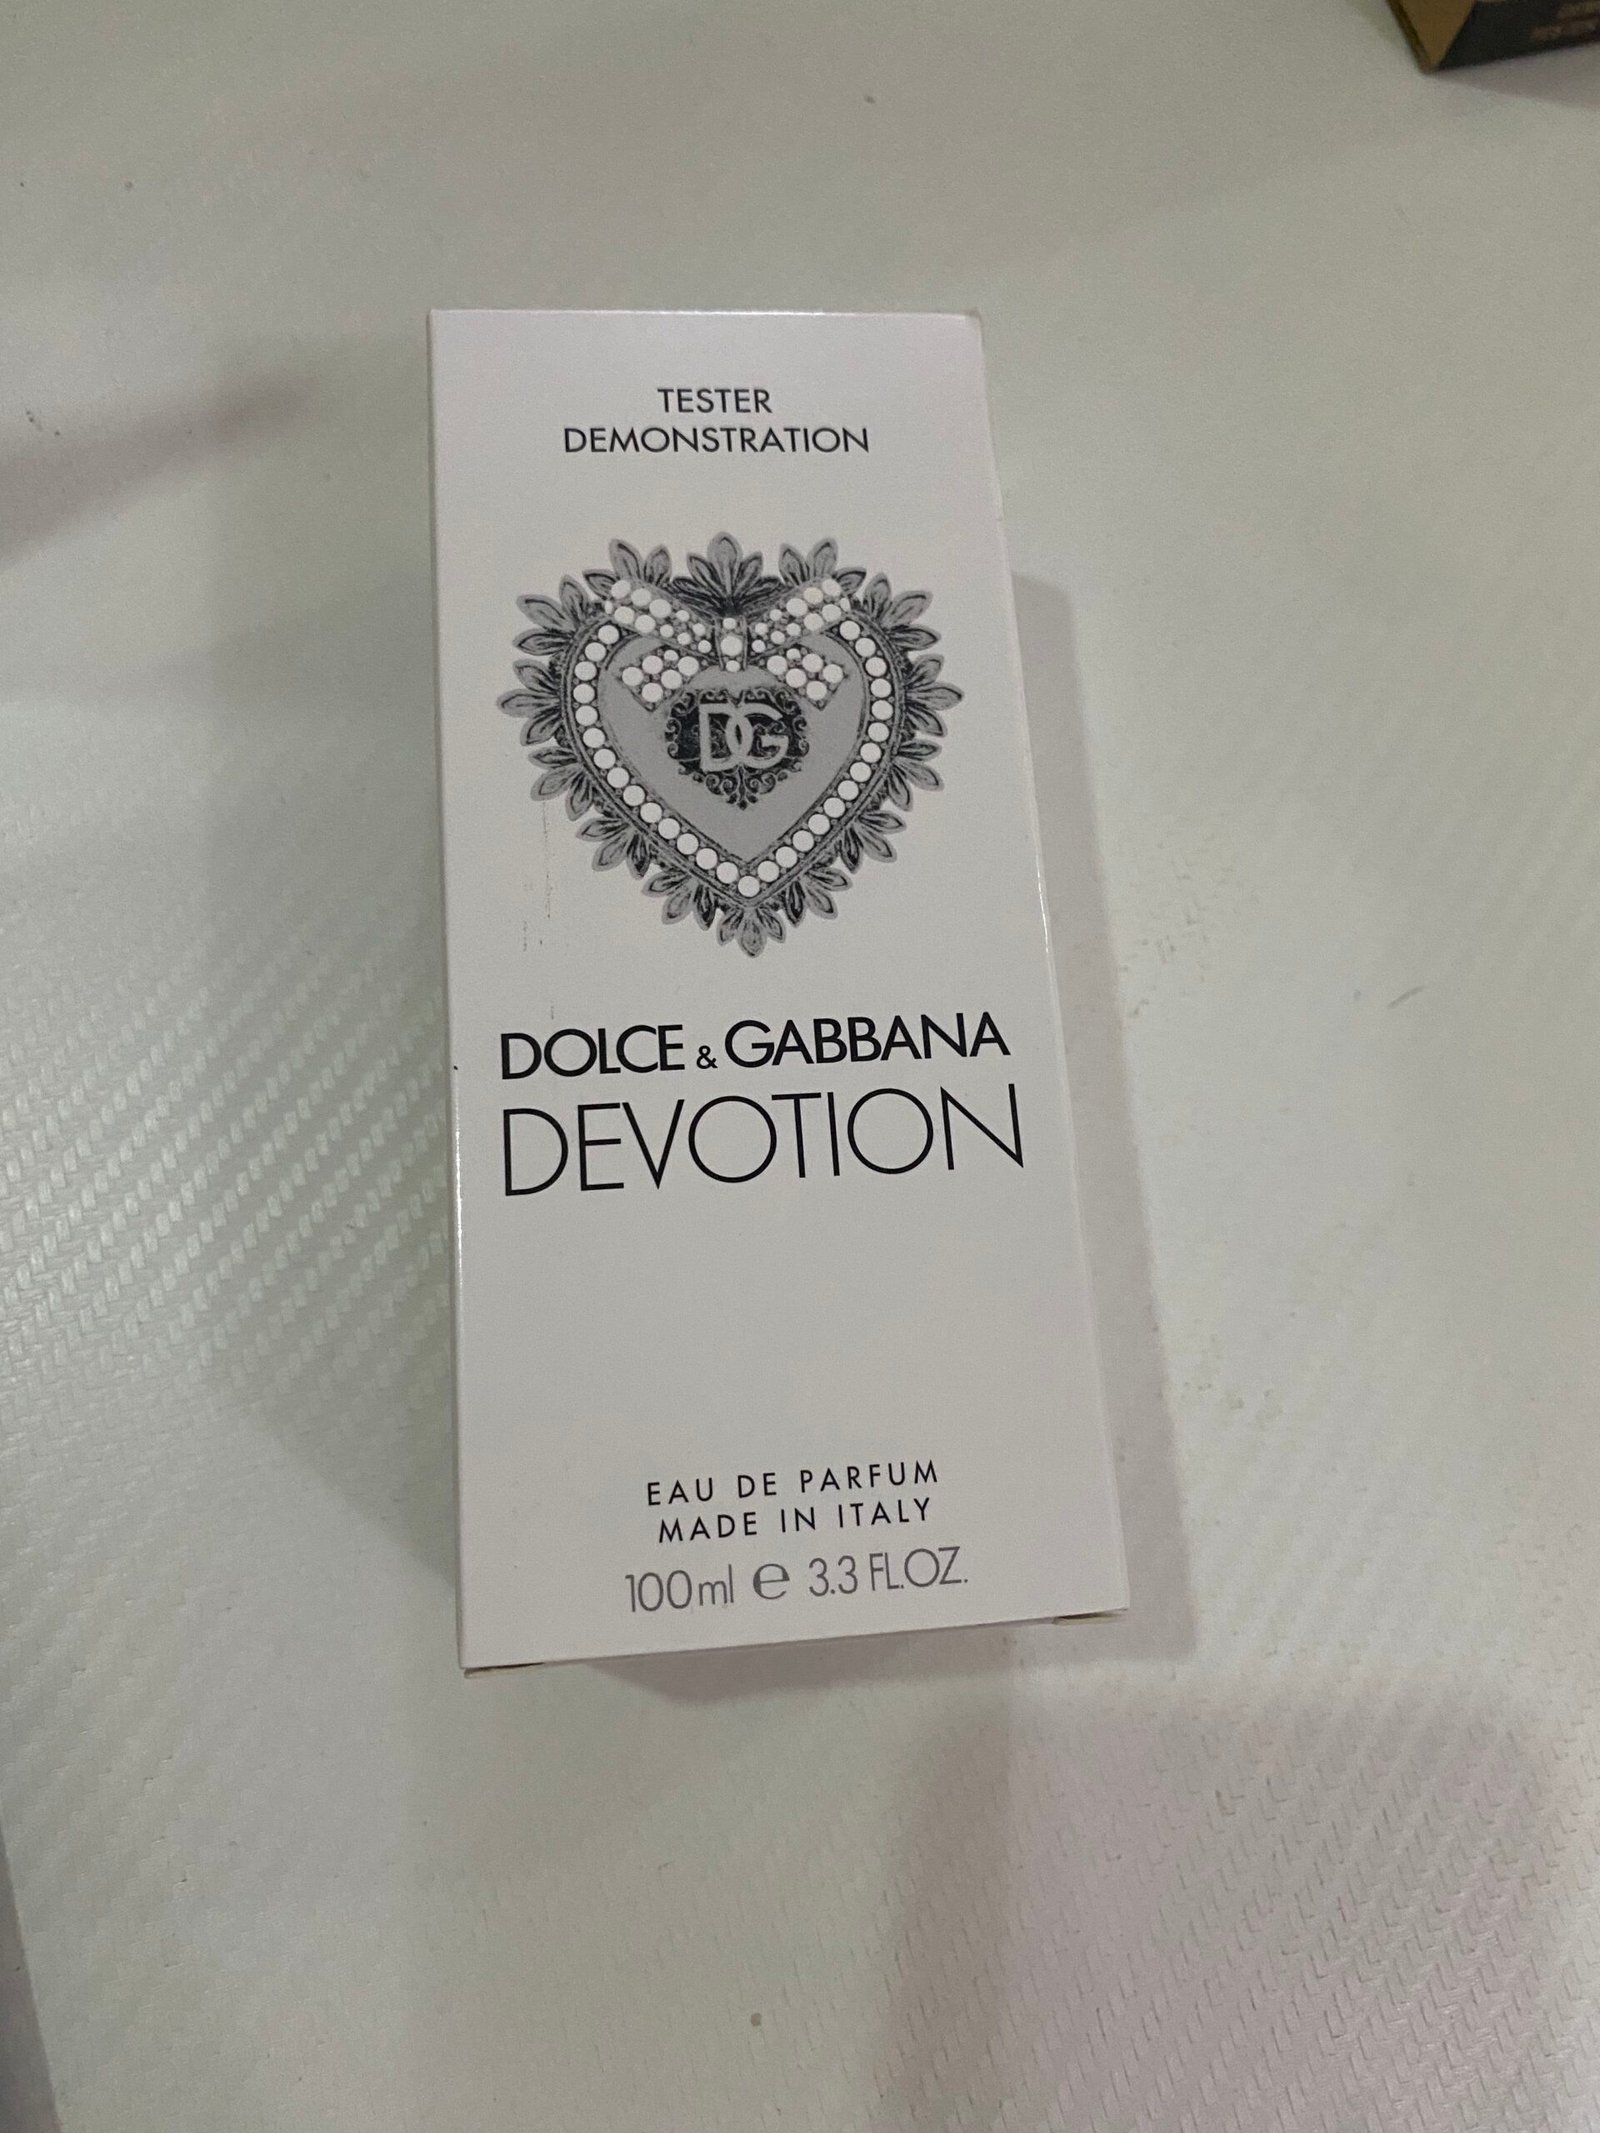 TESTER
DEMONSTRATION
DG
DOLCE & GABBANA
DEVOTION
EAU DE PARFUM
MADE IN ITALY
100ml e 3.3 FL.OZ.